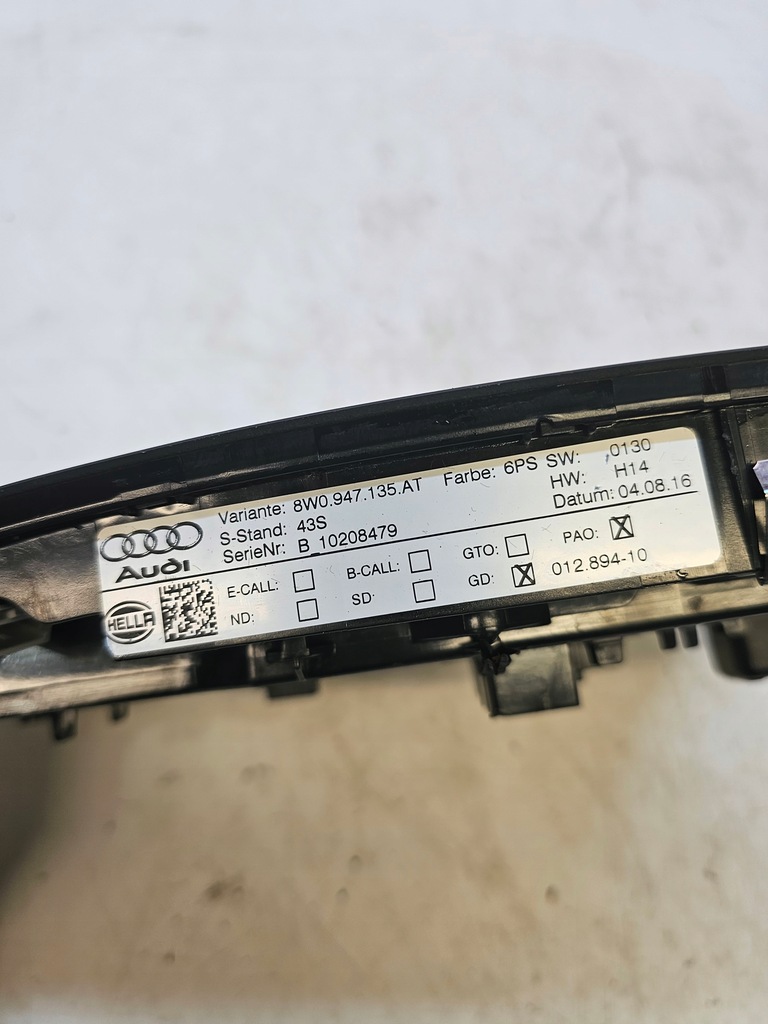 Variante: 8W0.947.135.AT Farbe: 6PS SW: ,0130
S-Stand: 43S HW: H14
SerieNr: B_10208479 Datum: 04.08.16
Audi
E-CALL: B-CALL: GTO: PAO:
HELLA
ND: SD: GD: 012.894-10